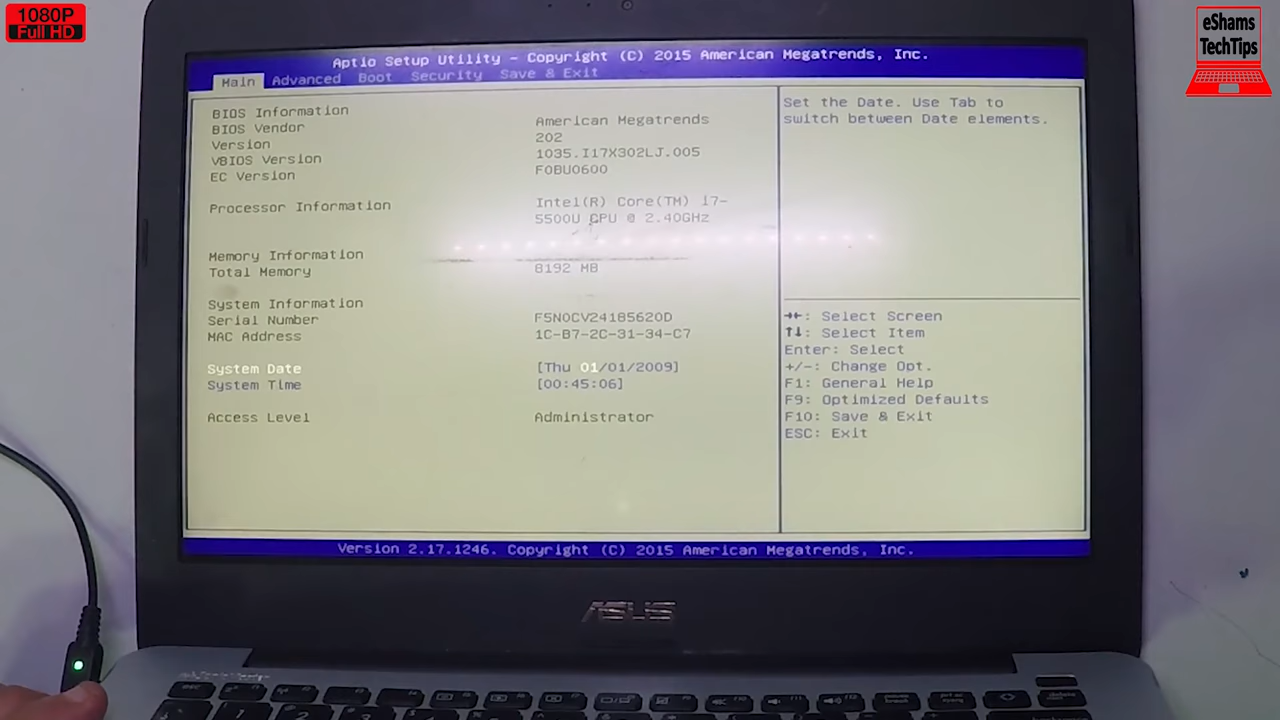 1080P
Full HD
eShams
TechTips
Aptio Setup Utility – Copyright (C) 2015 American Megatrends, Inc.
Main Advanced Boot Security Save & Exit
BIOS Information
BIOS Vendor American Megatrends
Version 202
VBIOS Version 1035.I17X302LJ.005
EC Version F0BU0600
Processor Information Intel(R) Core(TM) i7-
5500U CPU @ 2.40GHz
Memory Information
Total Memory 8192 MB
System Information
Serial Number F5N0CV24185620D
MAC Address 1C-B7-2C-31-34-C7
System Date [Thu 01/01/2009]
System Time [00:45:06]
Access Level Administrator
Set the Date. Use Tab to
switch between Date elements.
→←: Select Screen
↑↓: Select Item
Enter: Select
+/-: Change Opt.
F1: General Help
F9: Optimized Defaults
F10: Save & Exit
ESC: Exit
Version 2.17.1246. Copyright (C) 2015 American Megatrends, Inc.
ASUS
esc
1 2 3 4